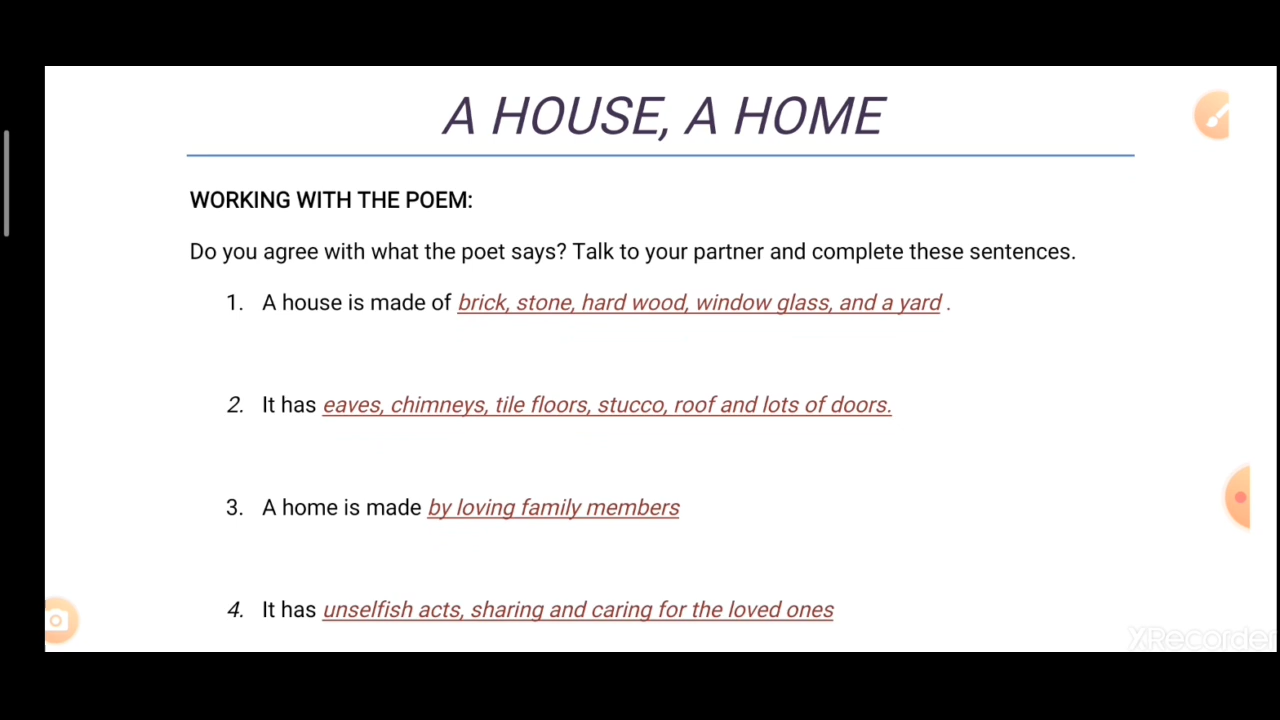 A HOUSE, A HOME
WORKING WITH THE POEM:
Do you agree with what the poet says? Talk to your partner and complete these sentences.
1. A house is made of brick, stone, hard wood, window glass, and a yard .
2. It has eaves, chimneys, tile floors, stucco, roof and lots of doors.
3. A home is made by loving family members
4. It has unselfish acts, sharing and caring for the loved ones
XRecorder